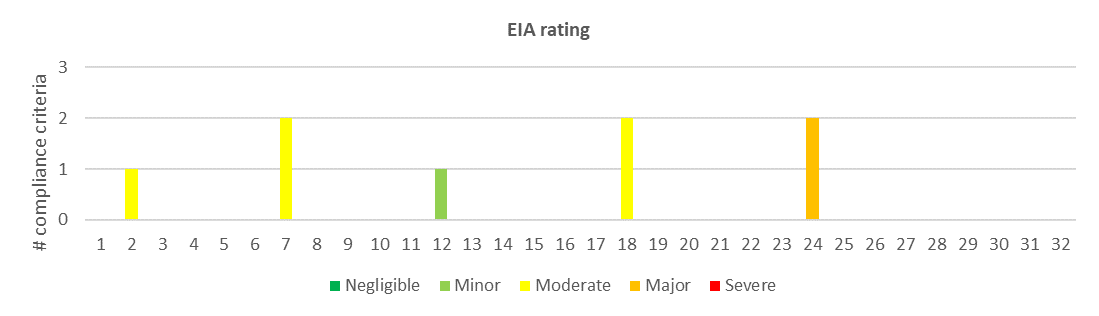 EIA rating
# compliance criteria
3
2
1
0
1 2 3 4 5 6 7 8 9 10 11 12 13 14 15 16 17 18 19 20 21 22 23 24 25 26 27 28 29 30 31 32
Negligible Minor Moderate Major Severe